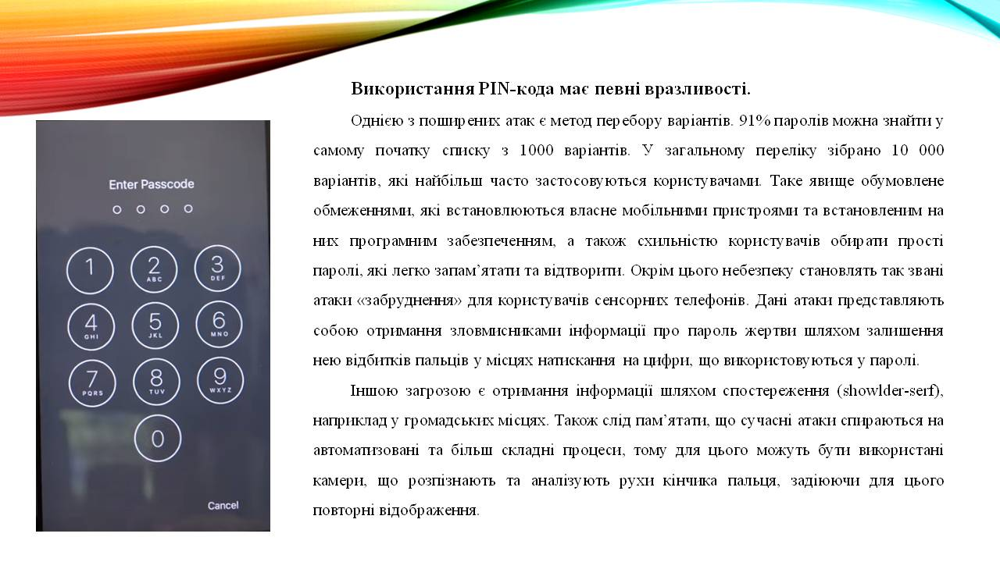 Використання PIN-кода має певні вразливості.
Однією з поширених атак є метод перебору варіантів. 91% паролів можна знайти у
самому початку списку з 1000 варіантів. У загальному переліку зібрано 10 000
варіантів, які найбільш часто застосовуються користувачами. Таке явище обумовлене
обмеженнями, які встановлюються власне мобільними пристроями та встановленим на
них програмним забезпеченням, а також схильністю користувачів обирати прості
паролі, які легко запам’ятати та відтворити. Окрім цього небезпеку становлять так звані
атаки «забруднення» для користувачів сенсорних телефонів. Дані атаки представляють
собою отримання зловмисниками інформації про пароль жертви шляхом залишення
нею відбитків пальців у місцях натискання на цифри, що використовуються у паролі.
Іншою загрозою є отримання інформації шляхом спостереження (showlder-serf),
наприклад у громадських місцях. Також слід пам’ятати, що сучасні атаки спираються на
автоматизовані та більш складні процеси, тому для цього можуть бути використані
камери, що розпізнають та аналізують рухи кінчика пальця, задіюючи для цього
повторні відображення.
Enter Passcode
1 2 3
ABC DEF
4 5 6
GHI JKL MNO
7 8 9
PQRS TUV WXYZ
0
Cancel